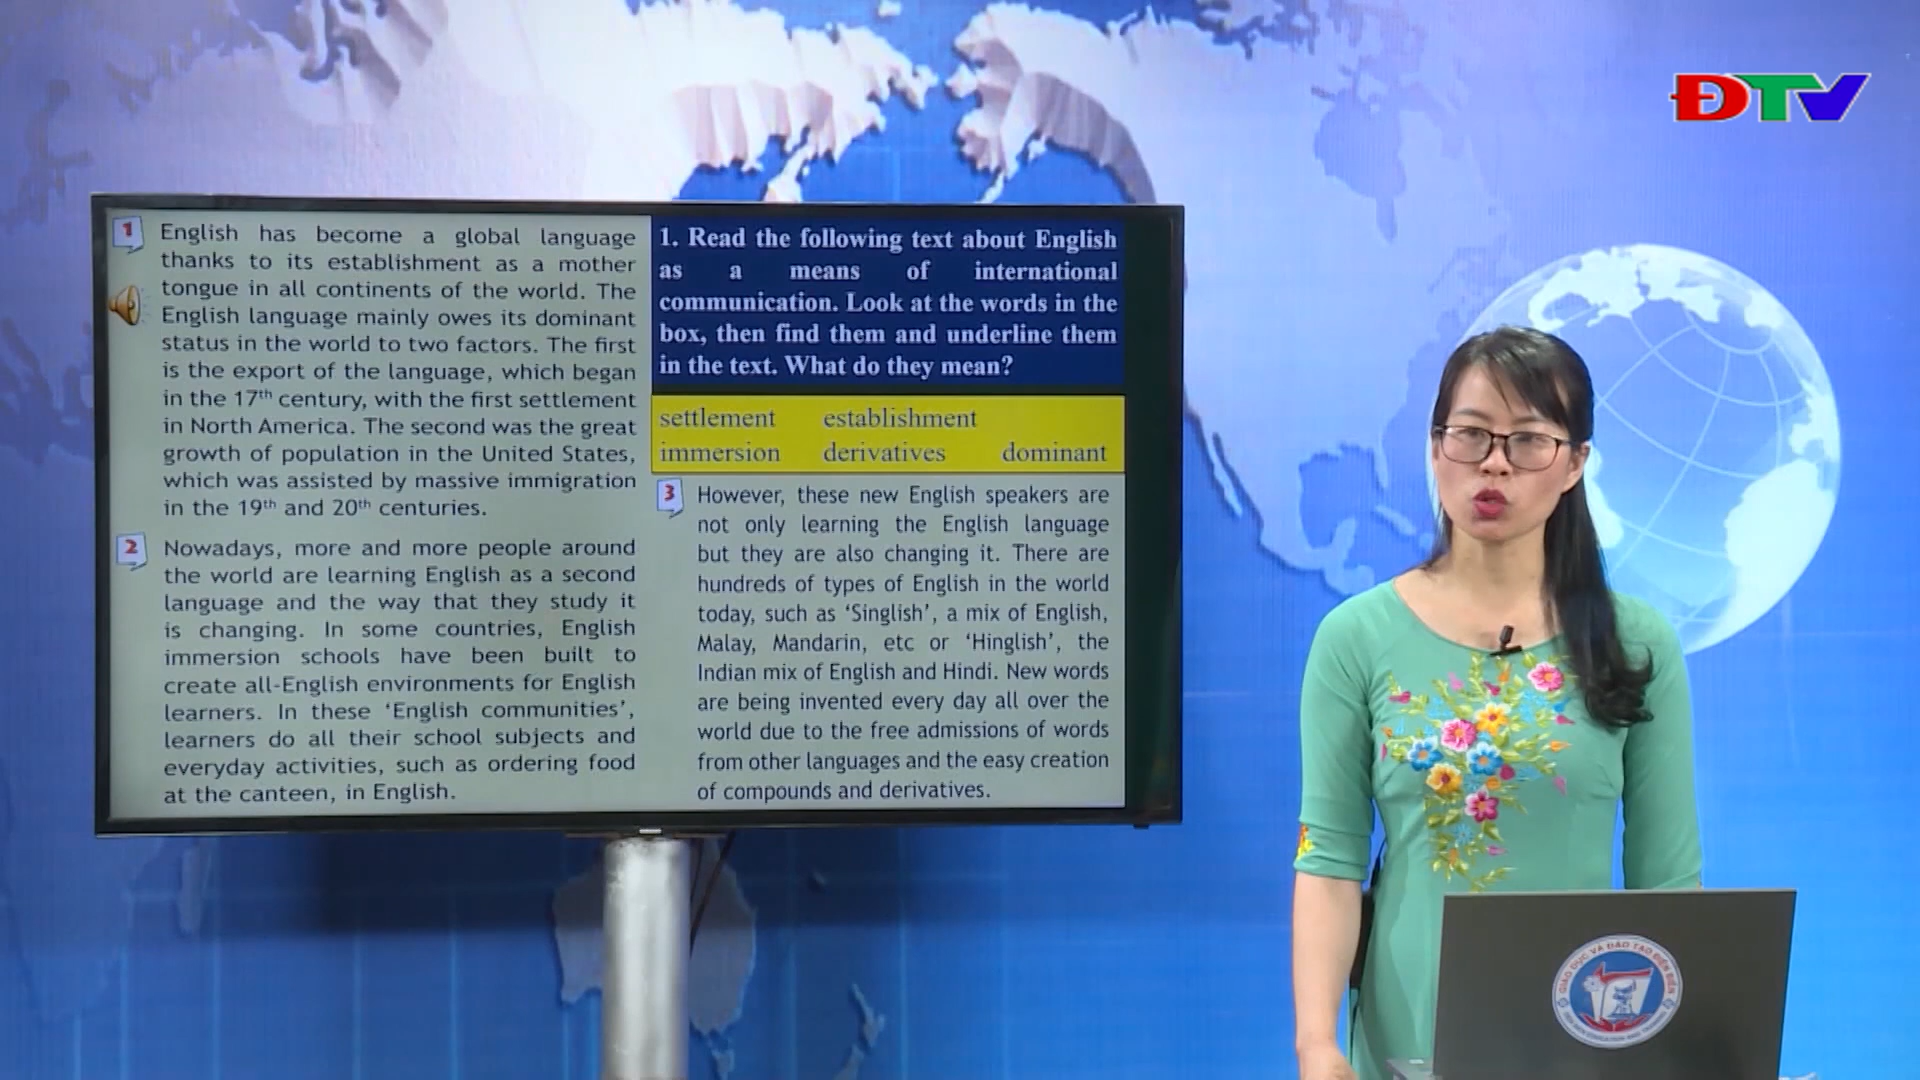 ĐTV
1
English has become a global language
thanks to its establishment as a mother
tongue in all continents of the world. The
English language mainly owes its dominant
status in the world to two factors. The first
is the export of the language, which began
in the 17th century, with the first settlement
in North America. The second was the great
growth of population in the United States,
which was assisted by massive immigration
in the 19th and 20th centuries.
2
Nowadays, more and more people around
the world are learning English as a second
language and the way that they study it
is changing. In some countries, English
immersion schools have been built to
create all-English environments for English
learners. In these ‘English communities’,
learners do all their school subjects and
everyday activities, such as ordering food
at the canteen, in English.
1. Read the following text about English
as a means of international
communication. Look at the words in the
box, then find them and underline them
in the text. What do they mean?
settlement establishment
immersion derivatives dominant
3
However, these new English speakers are
not only learning the English language
but they are also changing it. There are
hundreds of types of English in the world
today, such as ‘Singlish’, a mix of English,
Malay, Mandarin, etc or ‘Hinglish’, the
Indian mix of English and Hindi. New words
are being invented every day all over the
world due to the free admissions of words
from other languages and the easy creation
of compounds and derivatives.
GIÁO DỤC VÀ ĐÀO TẠO ĐIỆN BIÊN